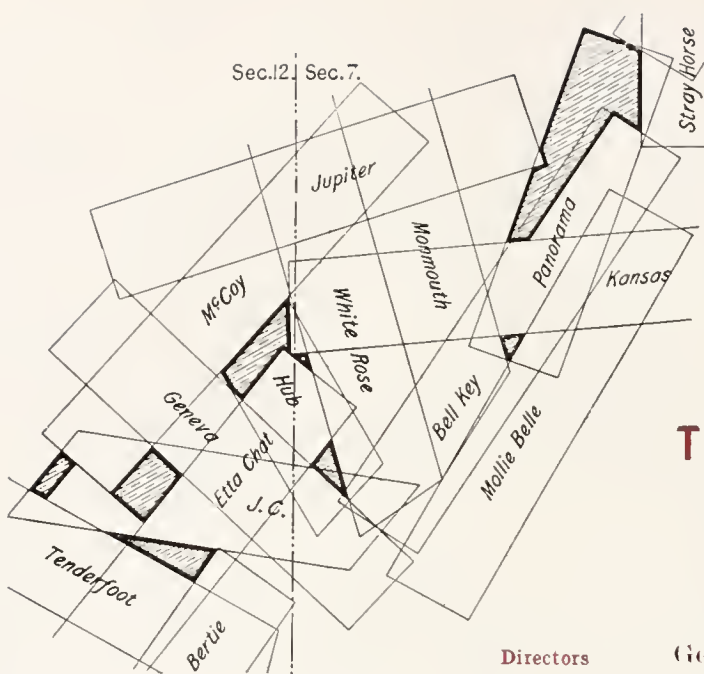 Sec.12. Sec.7.
Stray Horse
Jupiter
Panorama
Monmouth
Kansas
McCoy
White Rose
Hub
Geneva
Bell Key
Mollie Belle
Etta Chat
J.C.
Tenderfoot
Bertie
T
Directors